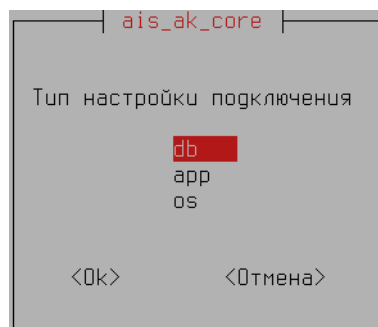 ais_ak_core
Тип настройки подключения
db
app
os
<Ok> <Отмена>